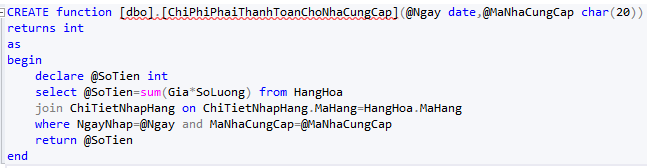 CREATE function [dbo].[ChiPhiPhaiThanhToanChoNhaCungCap](@Ngay date,@MaNhaCungCap char(20))
returns int
as
begin
    declare @SoTien int
    select @SoTien=sum(Gia*SoLuong) from HangHoa
    join ChiTietNhapHang on ChiTietNhapHang.MaHang=HangHoa.MaHang
    where NgayNhap=@Ngay and MaNhaCungCap=@MaNhaCungCap
    return @SoTien
end